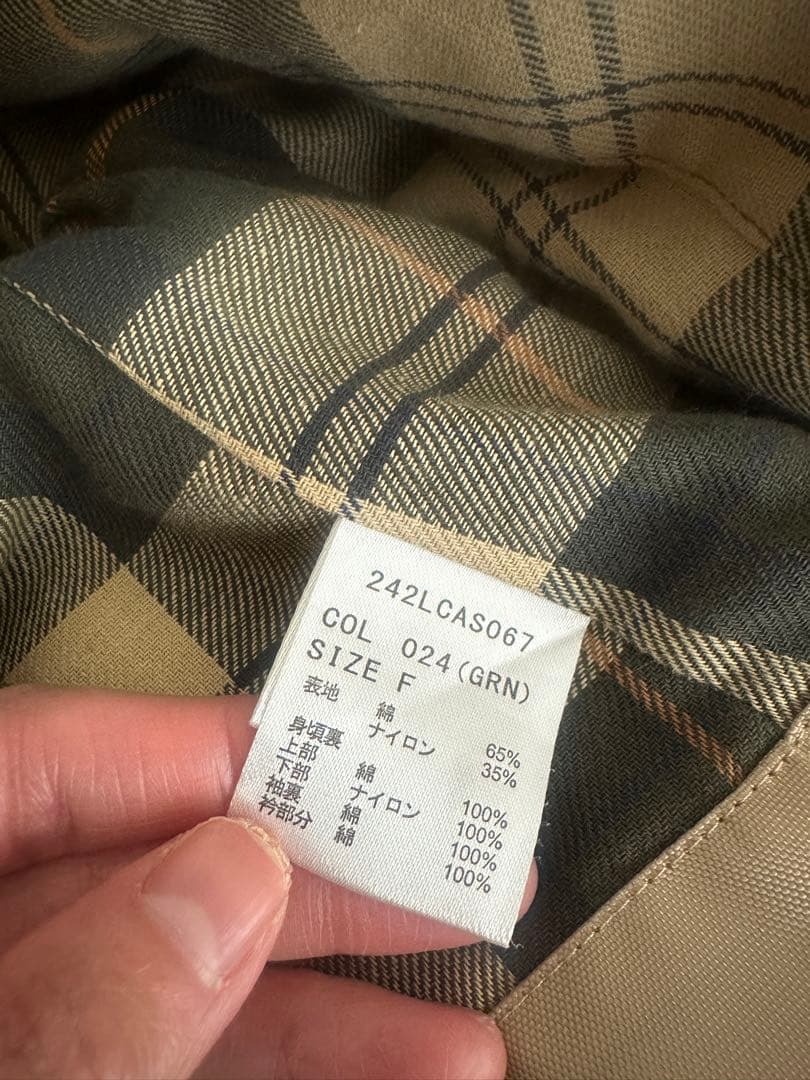 242LCAS067
COL 024(GRN)
SIZE F
表地 綿 65%
ナイロン 35%
身頃裏
上部 綿 100%
下部 ナイロン 100%
袖裏 綿 100%
衿部分 綿 100%